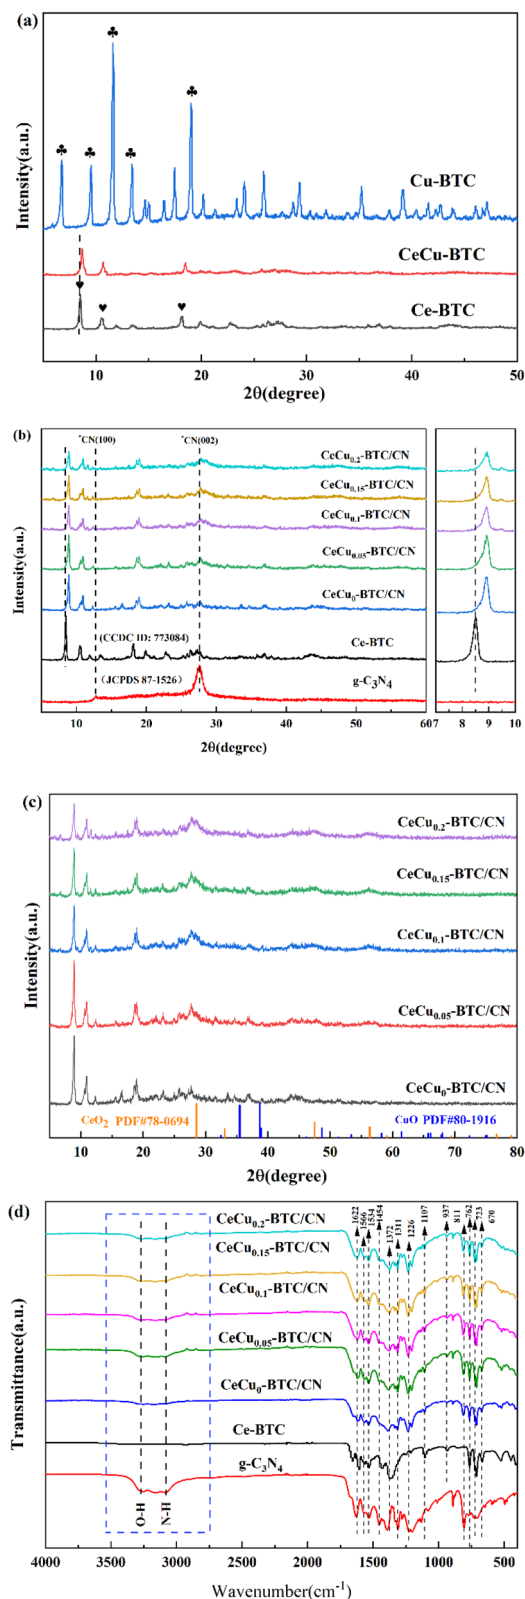 (a)
Intensity(a.u.)
♣
♣
♣
♣
♣
Cu-BTC
CeCu-BTC
♥
♥
♥
Ce-BTC
10 20 30 40 50
2θ(degree)
(b)
*CN(100)
*CN(002)
CeCu0.2-BTC/CN
CeCu0.15-BTC/CN
CeCu0.1-BTC/CN
CeCu0.05-BTC/CN
CeCu0-BTC/CN
(CCDC ID: 773084)
Ce-BTC
(JCPDS 87-1526)
g-C3N4
Intensity(a.u.)
10 20 30 40 50 60
7 8 9 10
2θ(degree)
2θ(degree)
(c)
CeCu0.2-BTC/CN
CeCu0.15-BTC/CN
CeCu0.1-BTC/CN
CeCu0.05-BTC/CN
CeCu0-BTC/CN
CeO2 PDF#78-0694
CuO PDF#80-1916
Intensity(a.u.)
10 20 30 40 50 60 70 80
2θ(degree)
(d)
1622 1566 1534 1454 1372 1311 1226 1107 937 811 762 723 670
CeCu0.2-BTC/CN
CeCu0.15-BTC/CN
CeCu0.1-BTC/CN
CeCu0.05-BTC/CN
CeCu0-BTC/CN
Ce-BTC
g-C3N4
O-H
N-H
Transmittance(a.u.)
4000 3500 3000 2500 2000 1500 1000 500
Wavenumber(cm-1)